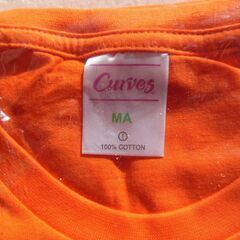 Curves
MA
①
100% COTTON